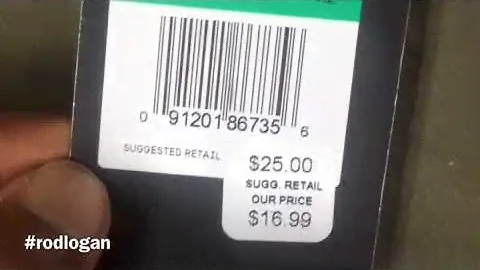 0 91201 86735 6
SUGGESTED RETAIL
$25.00
SUGG. RETAIL
OUR PRICE
$16.99
#rodlogan